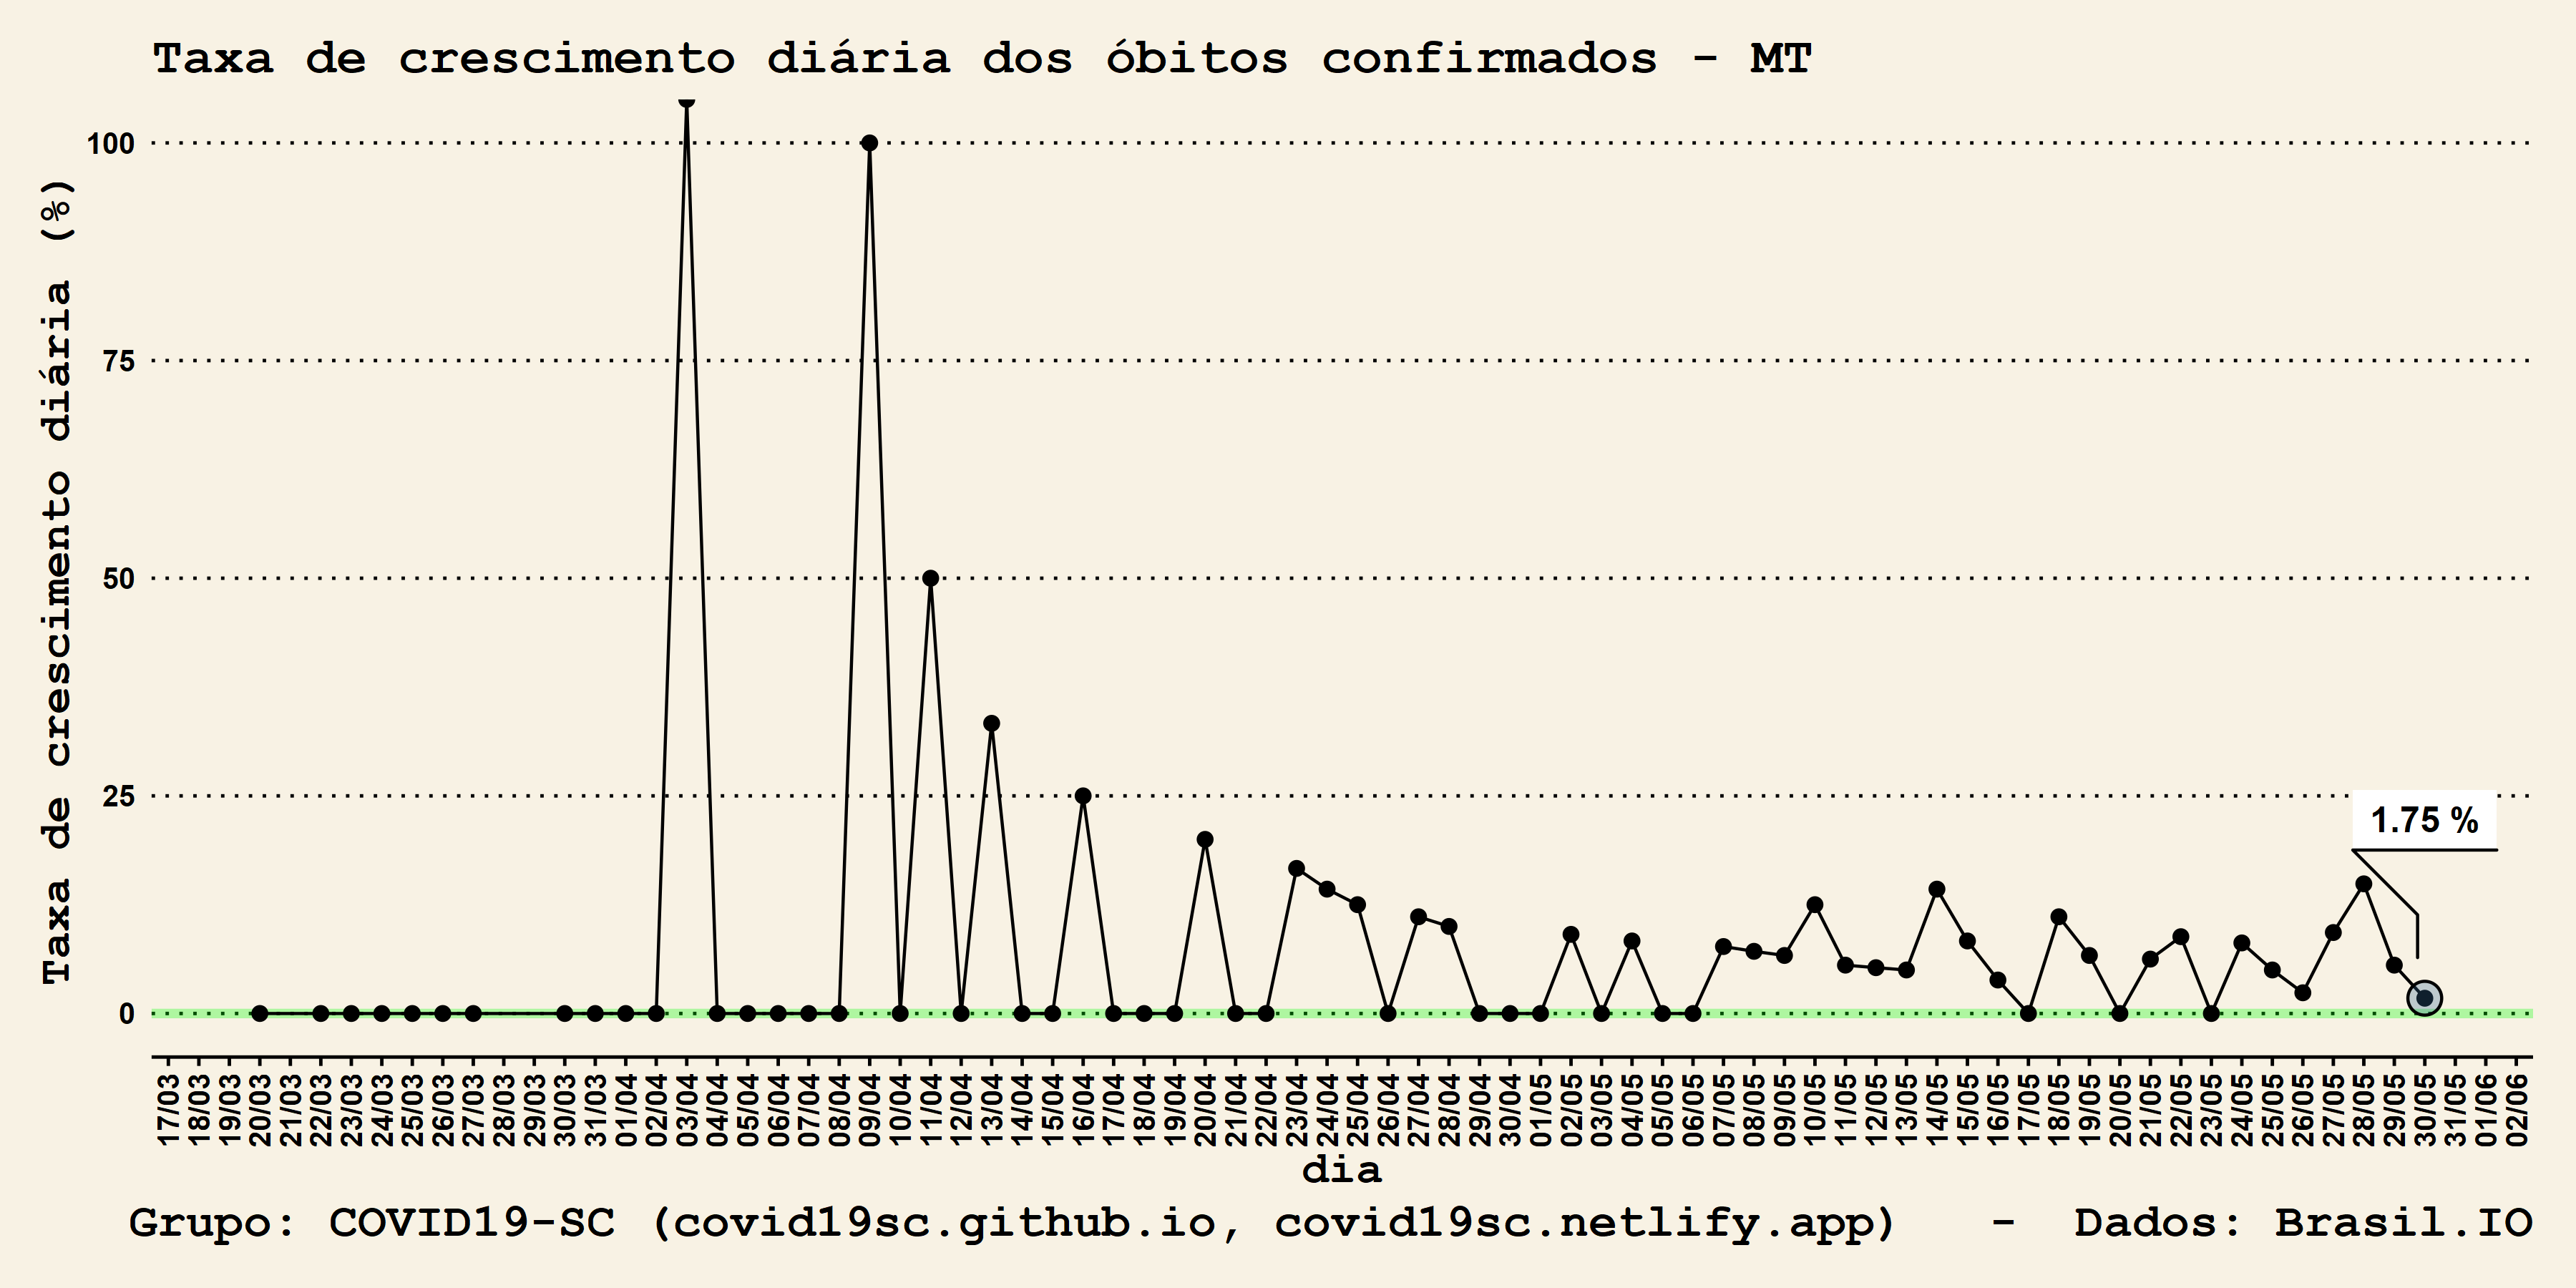 Taxa de crescimento diária dos óbitos confirmados - MT
Taxa de crescimento diária (%)
100
75
50
25
0
1.75 %
17/03 18/03 19/03 20/03 21/03 22/03 23/03 24/03 25/03 26/03 27/03 28/03 29/03 30/03 31/03 01/04 02/04 03/04 04/04 05/04 06/04 07/04 08/04 09/04 10/04 11/04 12/04 13/04 14/04 15/04 16/04 17/04 18/04 19/04 20/04 21/04 22/04 23/04 24/04 25/04 26/04 27/04 28/04 29/04 30/04 01/05 02/05 03/05 04/05 05/05 06/05 07/05 08/05 09/05 10/05 11/05 12/05 13/05 14/05 15/05 16/05 17/05 18/05 19/05 20/05 21/05 22/05 23/05 24/05 25/05 26/05 27/05 28/05 29/05 30/05 31/05 01/06 02/06
dia
Grupo: COVID19-SC (covid19sc.github.io, covid19sc.netlify.app) - Dados: Brasil.IO